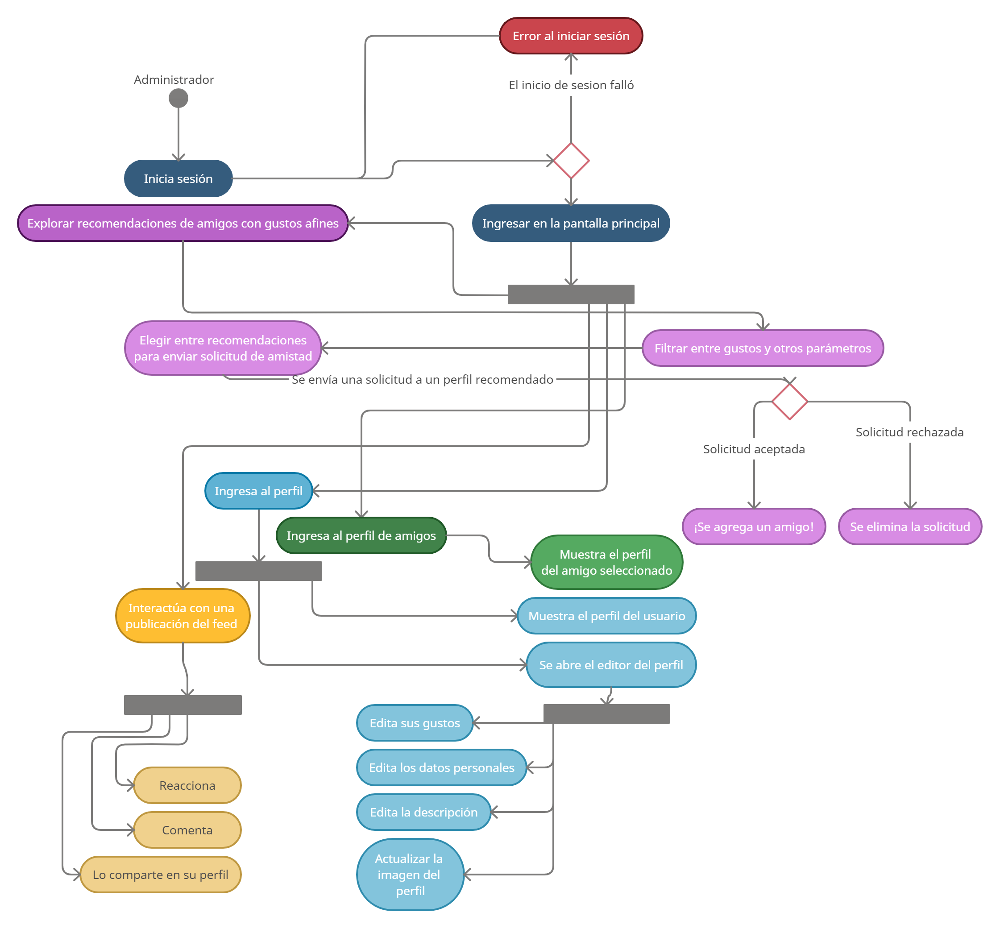 Error al iniciar sesión
Administrador
El inicio de sesion falló
Inicia sesión
Explorar recomendaciones de amigos con gustos afines
Ingresar en la pantalla principal
Elegir entre recomendaciones
para enviar solicitud de amistad
Filtrar entre gustos y otros parámetros
Se envía una solicitud a un perfil recomendado
Solicitud rechazada
Solicitud aceptada
Ingresa al perfil
¡Se agrega un amigo!
Se elimina la solicitud
Ingresa al perfil de amigos
Muestra el perfil
del amigo seleccionado
Interactúa con una
publicación del feed
Muestra el perfil del usuario
Se abre el editor del perfil
Edita sus gustos
Edita los datos personales
Reacciona
Edita la descripción
Comenta
Lo comparte en su perfil
Actualizar la
imagen del
perfil